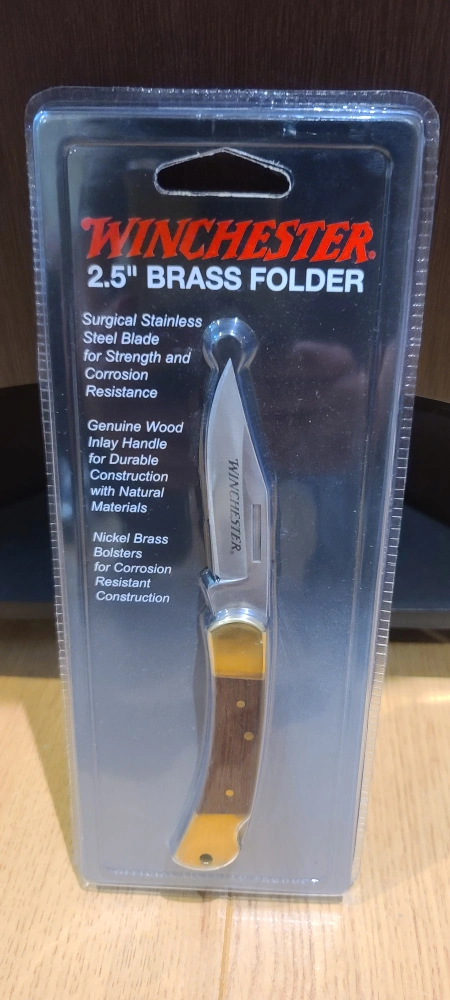 WINCHESTER®
2.5" BRASS FOLDER
Surgical Stainless
Steel Blade
for Strength and
Corrosion
Resistance
Genuine Wood
Inlay Handle
for Durable
Construction
with Natural
Materials
Nickel Brass
Bolsters
for Corrosion
Resistant
Construction
WINCHESTER®